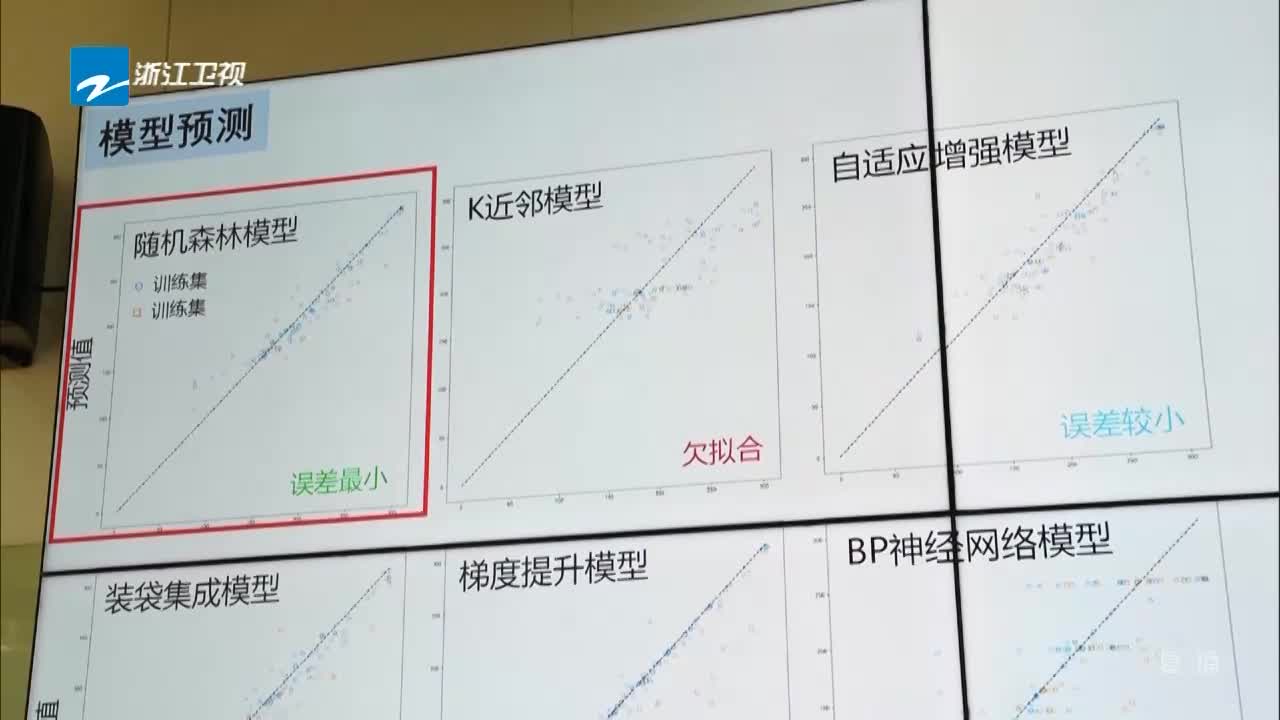 浙江卫视
模型预测
随机森林模型
训练集
训练集
预测值
误差最小
K近邻模型
欠拟合
自适应增强模型
误差较小
装袋集成模型
梯度提升模型
BP神经网络模型
值
重播